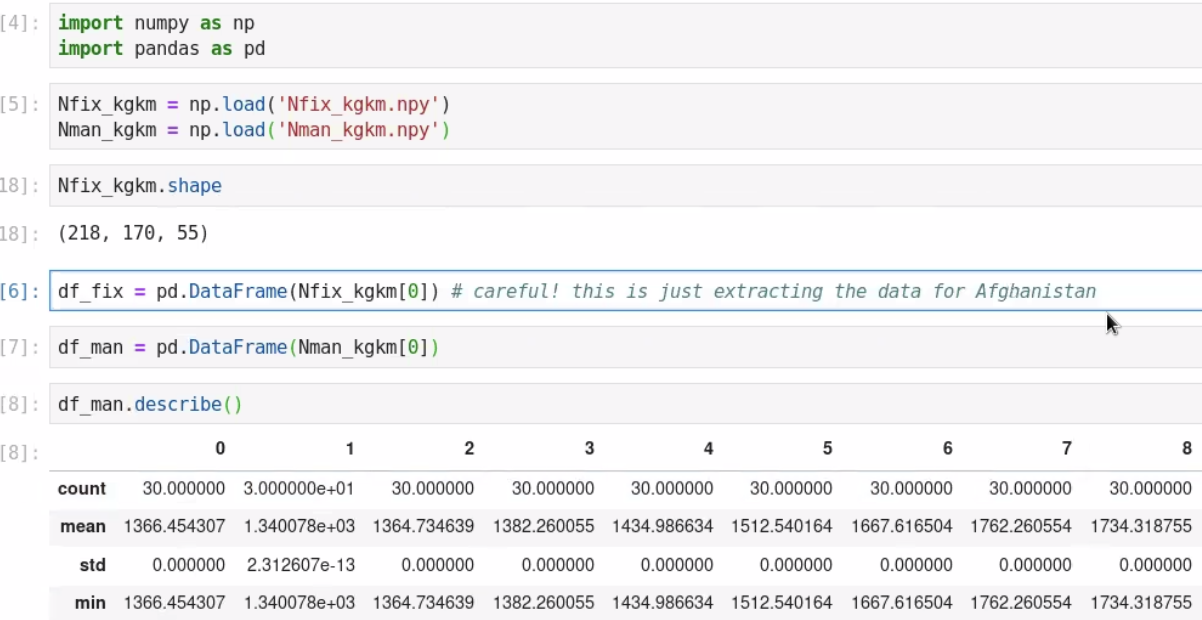 [4]:
import numpy as np
import pandas as pd
[5]:
Nfix_kgkm = np.load('Nfix_kgkm.npy')
Nman_kgkm = np.load('Nman_kgkm.npy')
18]:
Nfix_kgkm.shape
18]:
(218, 170, 55)
[6]:
df_fix = pd.DataFrame(Nfix_kgkm[0]) # careful! this is just extracting the data for Afghanistan
[7]:
df_man = pd.DataFrame(Nman_kgkm[0])
[8]:
df_man.describe()
[8]:
0 1 2 3 4 5 6 7 8
count 30.000000 3.000000e+01 30.000000 30.000000 30.000000 30.000000 30.000000 30.000000 30.000000
mean 1366.454307 1.340078e+03 1364.734639 1382.260055 1434.986634 1512.540164 1667.616504 1762.260554 1734.318755
std 0.000000 2.312607e-13 0.000000 0.000000 0.000000 0.000000 0.000000 0.000000 0.000000
min 1366.454307 1.340078e+03 1364.734639 1382.260055 1434.986634 1512.540164 1667.616504 1762.260554 1734.318755